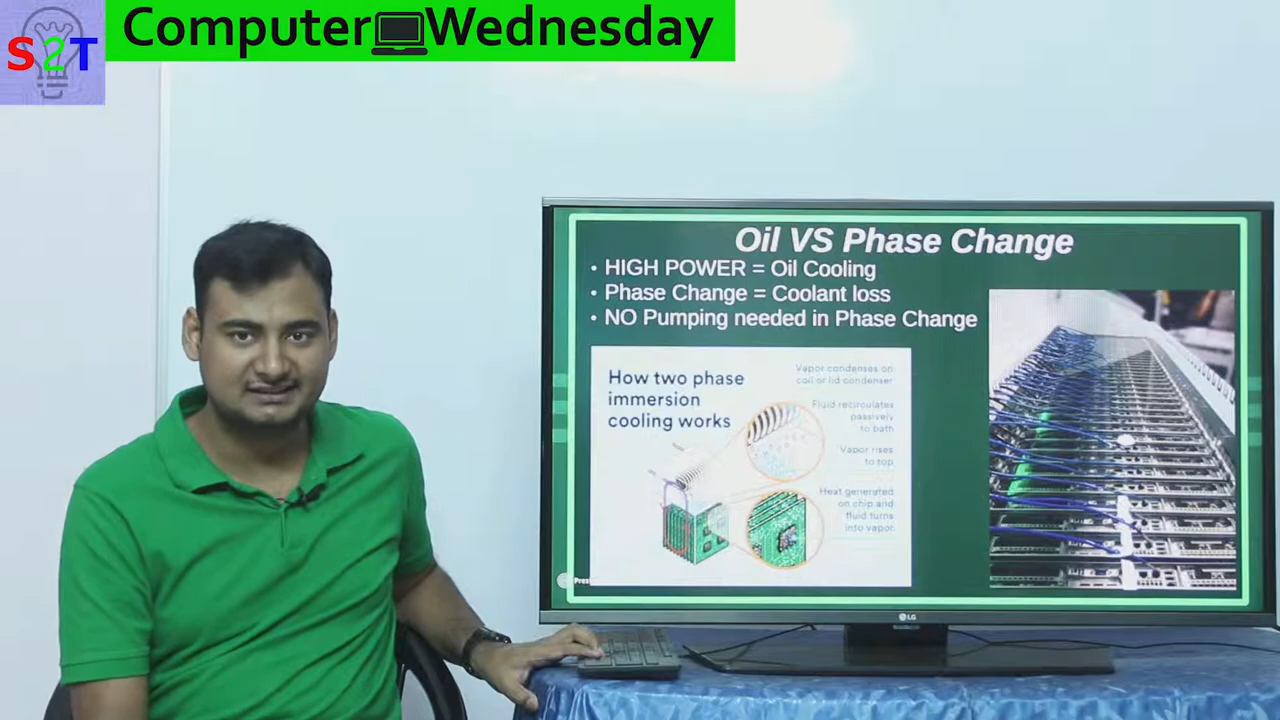 S2T
Computer Wednesday
Oil VS Phase Change
• HIGH POWER = Oil Cooling
• Phase Change = Coolant loss
• NO Pumping needed in Phase Change
How two phase
immersion
cooling works
Vapor condenses on
coil or lid condenser
Fluid recirculates
passively
to bath
Vapor rises
to top
Heat generated
on chip and
fluid turns
into vapor
LG